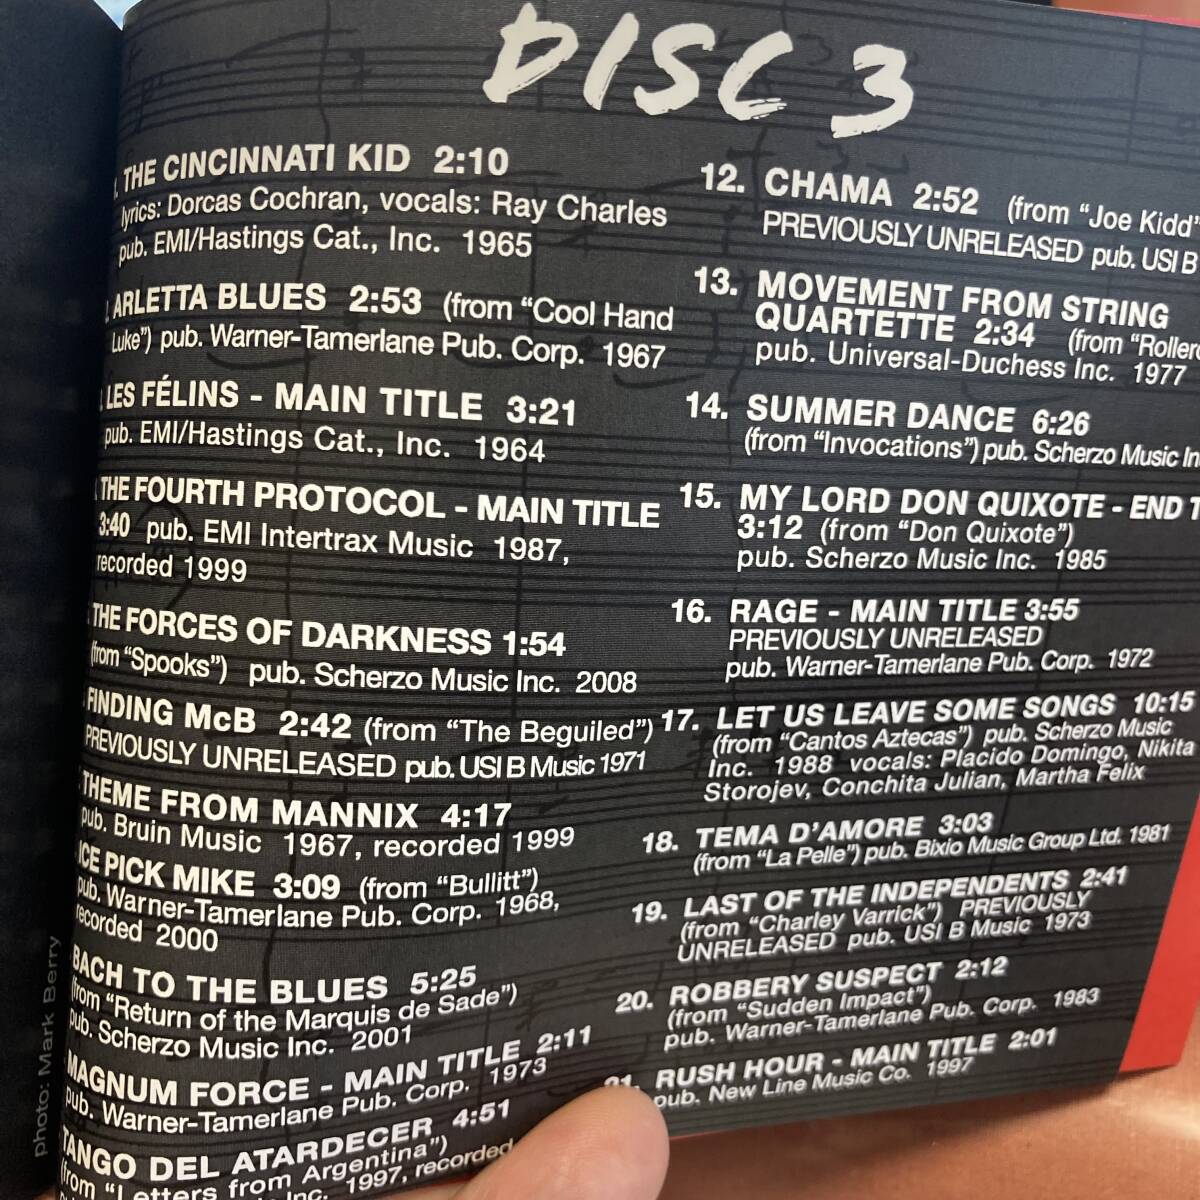 DISC 3
THE CINCINNATI KID 2:10
lyrics: Dorcas Cochran, vocals: Ray Charles
pub. EMI/Hastings Cat., Inc. 1965
ARLETTA BLUES 2:53 (from "Cool Hand
Luke") pub. Warner-Tamerlane Pub. Corp. 1967
LES FÉLINS - MAIN TITLE 3:21
pub. EMI/Hastings Cat., Inc. 1964
THE FOURTH PROTOCOL - MAIN TITLE
3:40 pub. EMI Intertrax Music 1987,
recorded 1999
THE FORCES OF DARKNESS 1:54
(from "Spooks") pub. Scherzo Music Inc. 2008
FINDING McB 2:42 (from "The Beguiled")
PREVIOUSLY UNRELEASED pub. USI B Music 1971
THEME FROM MANNIX 4:17
pub. Bruin Music 1967, recorded 1999
ICE PICK MIKE 3:09 (from "Bullitt")
pub. Warner-Tamerlane Pub. Corp. 1968,
recorded 2000
BACH TO THE BLUES 5:25
(from "Return of the Marquis de Sade")
pub. Scherzo Music Inc. 2001
MAGNUM FORCE - MAIN TITLE 2:11
pub. Warner-Tamerlane Pub. Corp. 1973
TANGO DEL ATARDECER 4:51
(from "Letters from Argentina")
Inc. 1997, recorded
12. CHAMA 2:52 (from "Joe Kidd"
PREVIOUSLY UNRELEASED pub. USI B
13. MOVEMENT FROM STRING
QUARTETTE 2:34 (from "Rollerc
pub. Universal-Duchess Inc. 1977
14. SUMMER DANCE 6:26
(from "Invocations") pub. Scherzo Music In
15. MY LORD DON QUIXOTE - END T
3:12 (from "Don Quixote")
pub. Scherzo Music Inc. 1985
16. RAGE - MAIN TITLE 3:55
PREVIOUSLY UNRELEASED
pub. Warner-Tamerlane Pub. Corp. 1972
17. LET US LEAVE SOME SONGS 10:15
(from "Cantos Aztecas") pub. Scherzo Music
Inc. 1988 vocals: Placido Domingo, Nikita
Storojev, Conchita Julian, Martha Felix
18. TEMA D'AMORE 3:03
(from "La Pelle") pub. Bixio Music Group Ltd. 1981
19. LAST OF THE INDEPENDENTS 2:41
(from "Charley Varrick") PREVIOUSLY
UNRELEASED pub. USI B Music 1973
20. ROBBERY SUSPECT 2:12
(from "Sudden Impact")
pub. Warner-Tamerlane Pub. Corp. 1983
21. RUSH HOUR - MAIN TITLE 2:01
pub. New Line Music Co. 1997
photo: Mark Berry